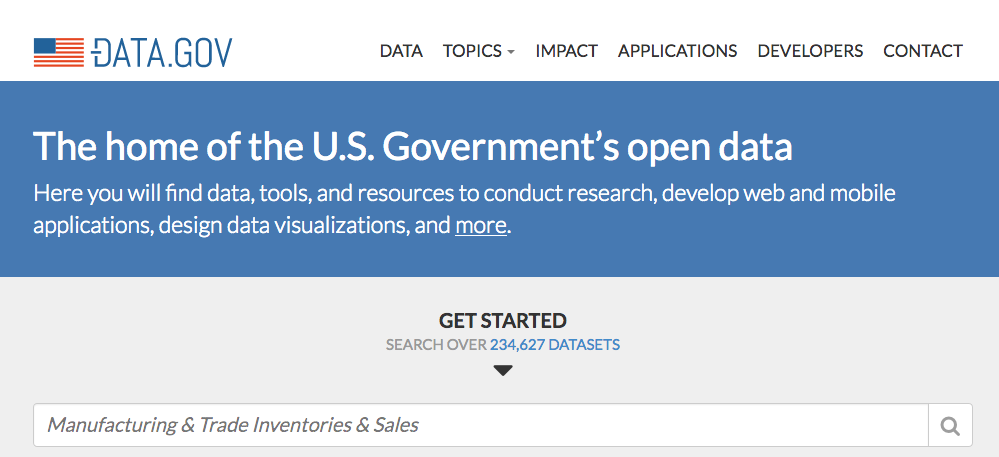 DATA.GOV
DATA TOPICS IMPACT APPLICATIONS DEVELOPERS CONTACT
The home of the U.S. Government’s open data
Here you will find data, tools, and resources to conduct research, develop web and mobile
applications, design data visualizations, and more.
GET STARTED
SEARCH OVER 234,627 DATASETS
Manufacturing & Trade Inventories & Sales